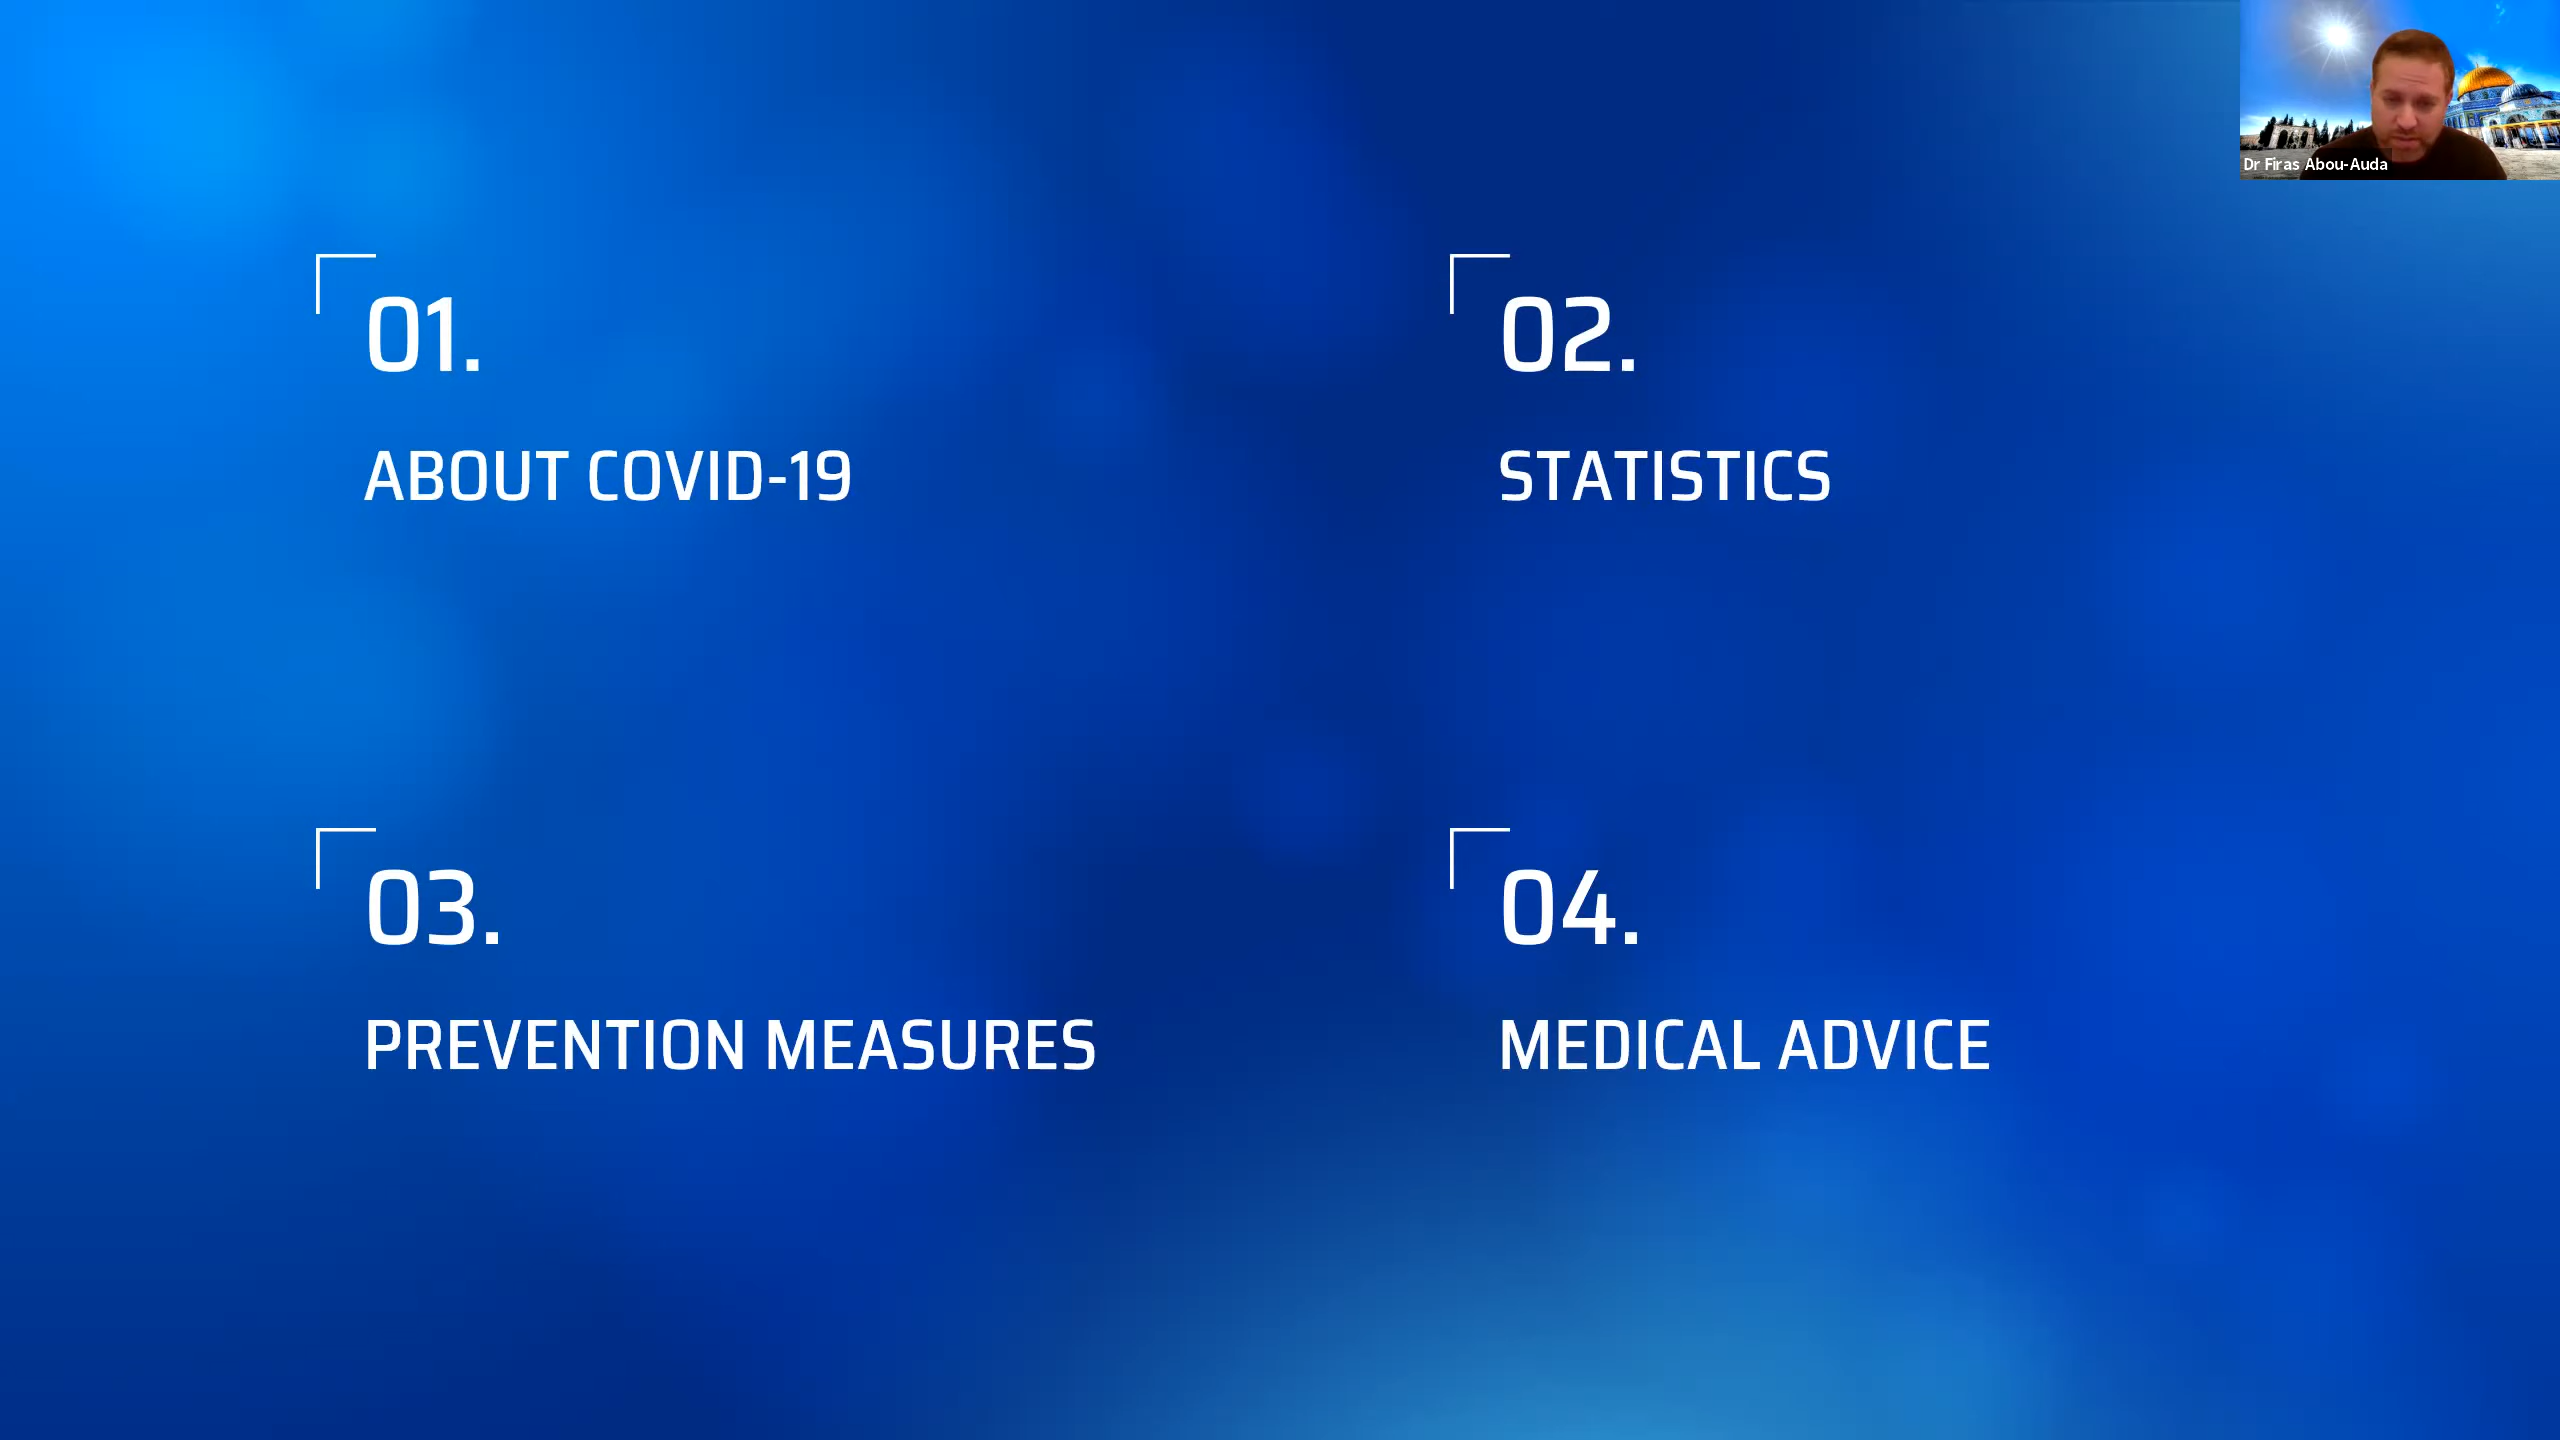 Dr Firas Abou-Auda
01.
ABOUT COVID-19
02.
STATISTICS
03.
PREVENTION MEASURES
04.
MEDICAL ADVICE